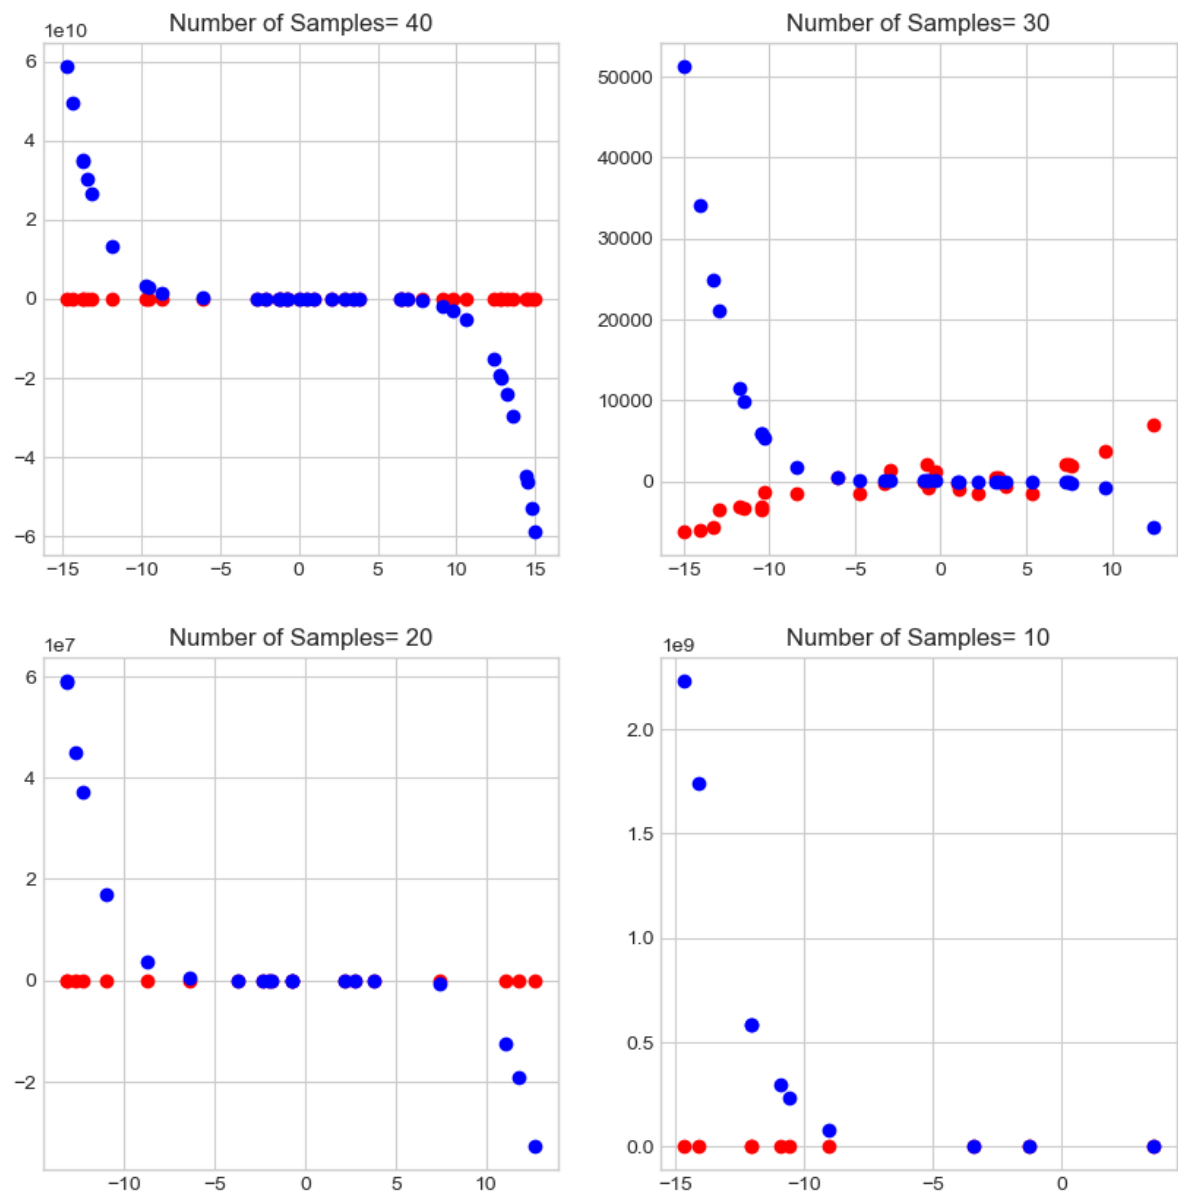 Number of Samples= 40
1e10
6
4
2
0
−2
−4
−6
−15 −10 −5 0 5 10 15
Number of Samples= 30
50000
40000
30000
20000
10000
0
−15 −10 −5 0 5 10
Number of Samples= 20
1e7
6
4
2
0
−2
−10 −5 0 5 10
Number of Samples= 10
1e9
2.0
1.5
1.0
0.5
0.0
−15 −10 −5 0